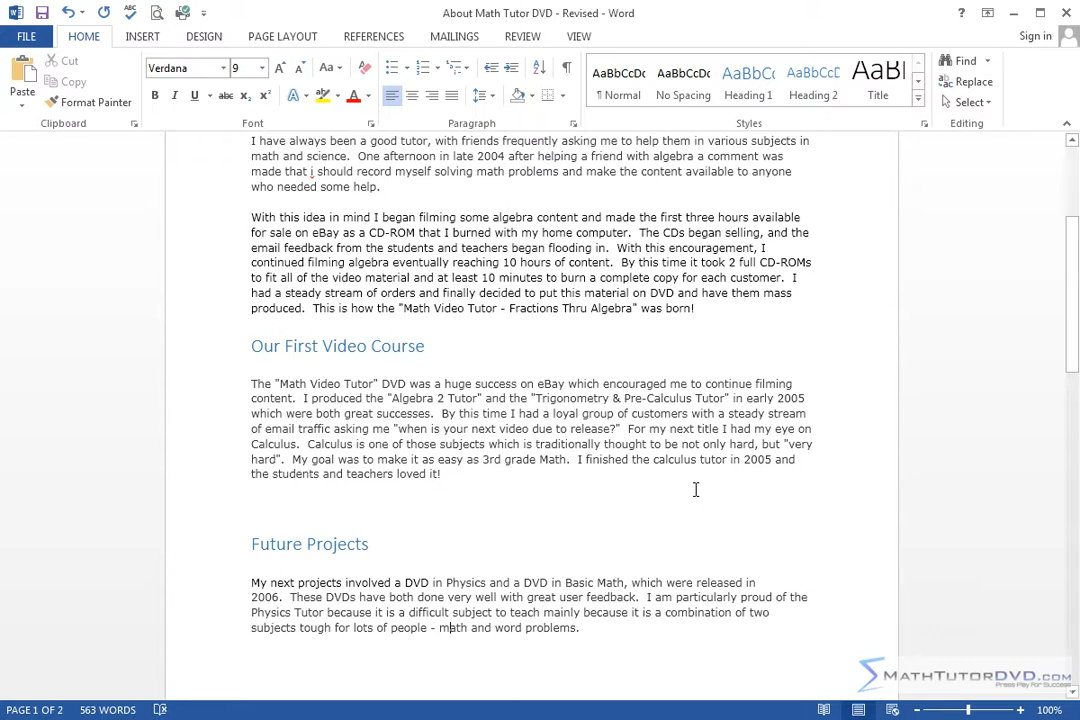 About Math Tutor DVD - Revised - Word
FILE HOME INSERT DESIGN PAGE LAYOUT REFERENCES MAILINGS REVIEW VIEW Sign in
Paste Cut Copy Format Painter
Verdana 9 Aa
B I U abc x₂ x² A A
AaBbCcDc AaBbCcDc AaBbCc AaBbCcD AaBl
¶ Normal No Spacing Heading 1 Heading 2 Title
Find Replace Select
Clipboard Font Paragraph Styles Editing
I have always been a good tutor, with friends frequently asking me to help them in various subjects in
math and science. One afternoon in late 2004 after helping a friend with algebra a comment was
made that i should record myself solving math problems and make the content available to anyone
who needed some help.
With this idea in mind I began filming some algebra content and made the first three hours available
for sale on eBay as a CD-ROM that I burned with my home computer. The CDs began selling, and the
email feedback from the students and teachers began flooding in. With this encouragement, I
continued filming algebra eventually reaching 10 hours of content. By this time it took 2 full CD-ROMs
to fit all of the video material and at least 10 minutes to burn a complete copy for each customer. I
had a steady stream of orders and finally decided to put this material on DVD and have them mass
produced. This is how the "Math Video Tutor - Fractions Thru Algebra" was born!
Our First Video Course
The "Math Video Tutor" DVD was a huge success on eBay which encouraged me to continue filming
content. I produced the "Algebra 2 Tutor" and the "Trigonometry & Pre-Calculus Tutor" in early 2005
which were both great successes. By this time I had a loyal group of customers with a steady stream
of email traffic asking me "when is your next video due to release?" For my next title I had my eye on
Calculus. Calculus is one of those subjects which is traditionally thought to be not only hard, but "very
hard". My goal was to make it as easy as 3rd grade Math. I finished the calculus tutor in 2005 and
the students and teachers loved it!
Future Projects
My next projects involved a DVD in Physics and a DVD in Basic Math, which were released in
2006. These DVDs have both done very well with great user feedback. I am particularly proud of the
Physics Tutor because it is a difficult subject to teach mainly because it is a combination of two
subjects tough for lots of people - math and word problems.
MATHTUTORDVD.COM
Press Play For Success
PAGE 1 OF 2 563 WORDS 100%